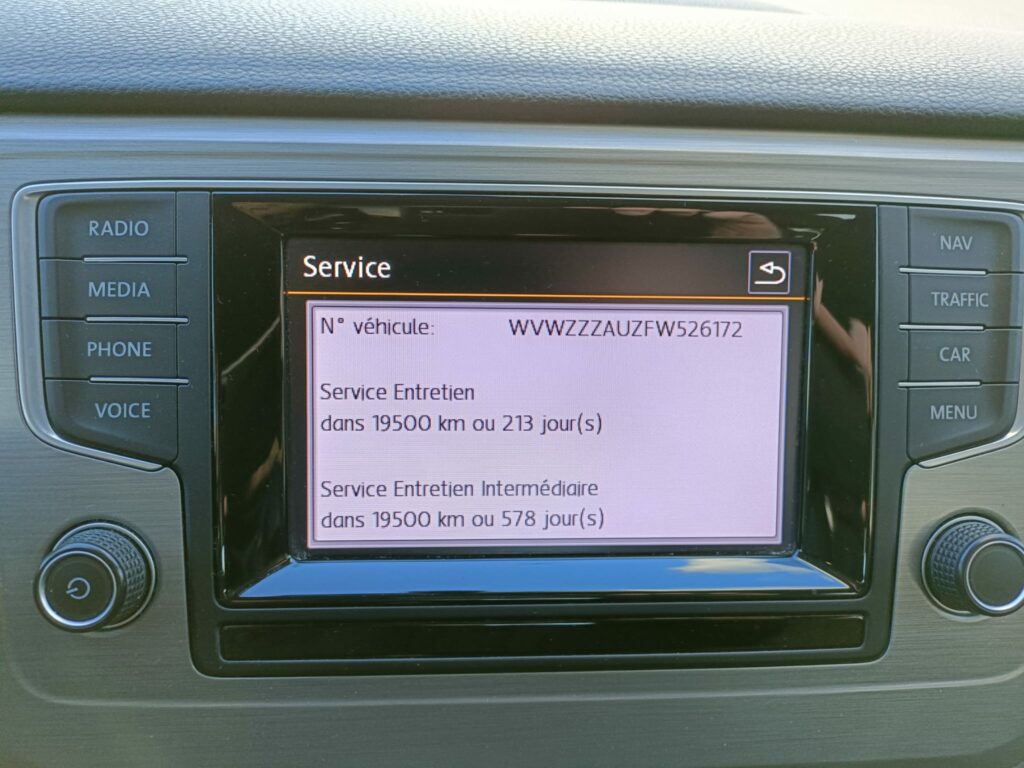 RADIO
MEDIA
PHONE
VOICE
Service
N° véhicule: WVWZZZAUZFW526172
Service Entretien
dans 19500 km ou 213 jour(s)
Service Entretien Intermédiaire
dans 19500 km ou 578 jour(s)
NAV
TRAFFIC
CAR
MENU